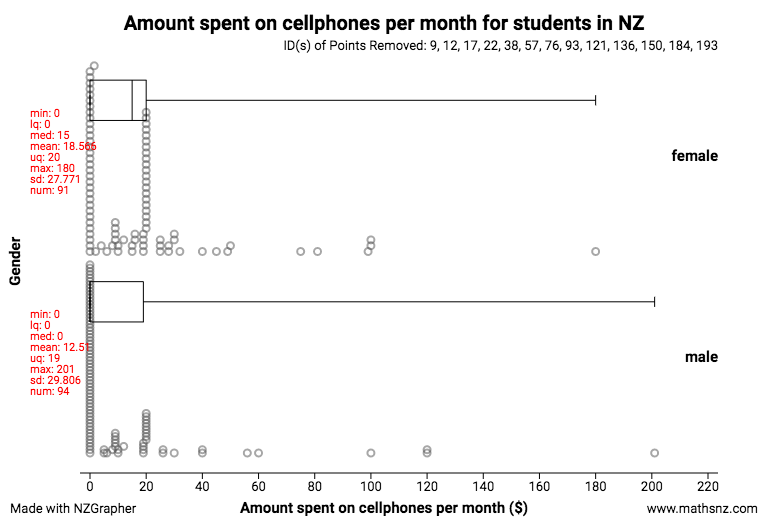 Amount spent on cellphones per month for students in NZ
ID(s) of Points Removed: 9, 12, 17, 22, 38, 57, 76, 93, 121, 136, 150, 184, 193
min: 0
lq: 0
med: 15
mean: 18.566
uq: 20
max: 180
sd: 27.771
num: 91
female
Gender
min: 0
lq: 0
med: 0
mean: 12.51
uq: 19
max: 201
sd: 29.806
num: 94
male
0 20 40 60 80 100 120 140 160 180 200 220
Made with NZGrapher
Amount spent on cellphones per month ($)
www.mathsnz.com